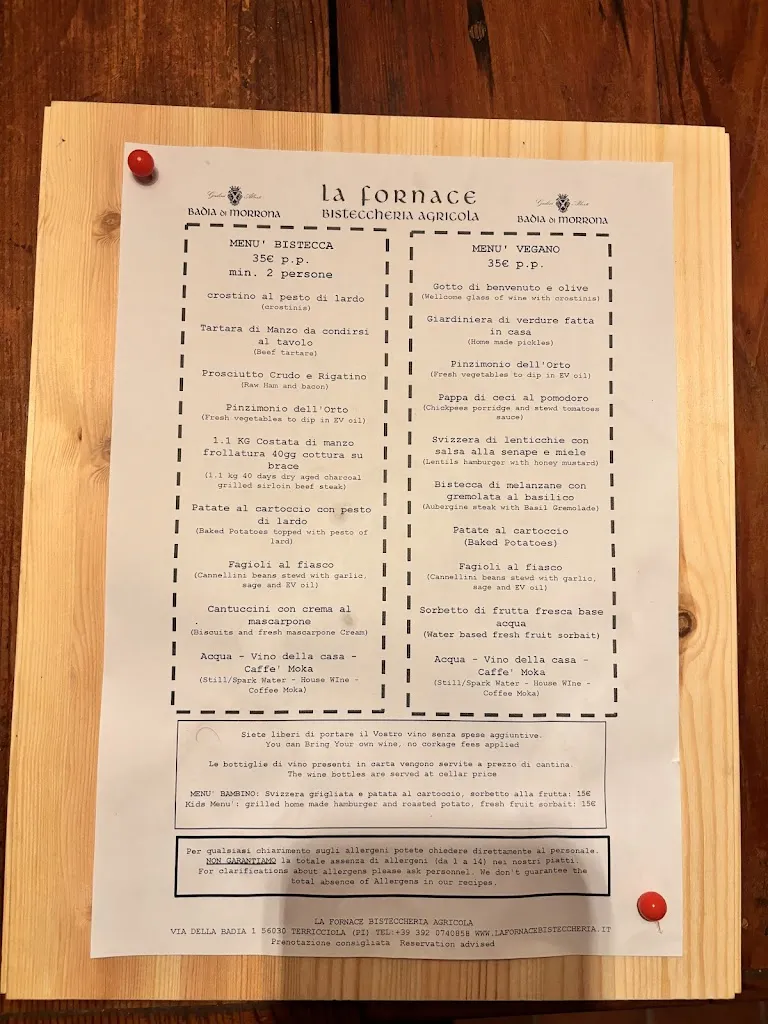 LA FORNACE
BISTECCHERIA AGRICOLA
BADIA DI MORRONA
BADIA DI MORRONA
MENU' BISTECCA
35€ p.p.
min. 2 persone
crostino al pesto di lardo
(crostinis)
Tartara di Manzo da condirsi
al tavolo
(Beef tartare)
Prosciutto Crudo e Rigatino
(Raw Ham and bacon)
Pinzimonio dell'Orto
(Fresh vegetables to dip in EV oil)
1.1 KG Costata di manzo
frollatura 40gg cottura su
brace
(1.1 kg 40 days dry aged charcoal
grilled sirloin beef steak)
Patate al cartoccio con pesto
di lardo
(Baked Potatoes topped with pesto of
lard)
Fagioli al fiasco
(Cannellini beans stewd with garlic,
sage and EV oil)
Cantuccini con crema al
mascarpone
(Biscuits and fresh mascarpone Cream)
Acqua - Vino della casa -
Caffe' Moka
(Still/Spark Water - House WIne -
Coffee Moka)
MENU' VEGANO
35€ p.p.
Gotto di benvenuto e olive
(Wellcome glass of wine with crostinis)
Giardiniera di verdure fatta
in casa
(Home made pickles)
Pinzimonio dell'Orto
(Fresh vegetables to dip in EV oil)
Pappa di ceci al pomodoro
(Chickpees porridge and stewd tomatoes
sauce)
Svizzera di lenticchie con
salsa alla senape e miele
(Lentils hamburger with honey mustard)
Bistecca di melanzane con
gremolata al basilico
(Aubergine steak with Basil Gremolade)
Patate al cartoccio
(Baked Potatoes)
Fagioli al fiasco
(Cannellini beans stewd with garlic,
sage and EV oil)
Sorbetto di frutta fresca base
acqua
(Water based fresh fruit sorbait)
Acqua - Vino della casa -
Caffe' Moka
(Still/Spark Water - House WIne -
Coffee Moka)
Siete liberi di portare il Vostro vino senza spese aggiuntive.
You can Bring Your own wine, no corkage fees applied
Le bottiglie di vino presenti in carta vengono servite a prezzo di cantina.
The wine bottles are served at cellar price
MENU' BAMBINO: Svizzera grigliata e patata al cartoccio, sorbetto alla frutta: 15€
Kids Menu': grilled home made hamburger and roasted potato, fresh fruit sorbait: 15€
Per qualsiasi chiarimento sugli allergeni potete chiedere direttamente al personale.
NON GARANTIAMO la totale assenza di allergeni (da 1 a 14) nei nostri piatti.
For clarifications about allergens please ask personnel. We don't guarantee the
total absence of Allergens in our recipes.
LA FORNACE BISTECCHERIA AGRICOLA
VIA DELLA BADIA 1 56030 TERRICCIOLA (PI) TEL:+39 392 0740858 WWW.LAFORNACEBISTECCHERIA.IT
Prenotazione consigliata Reservation advised